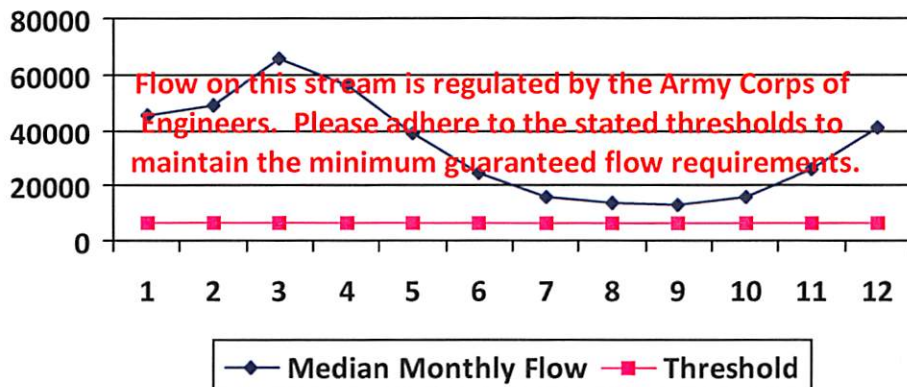 80000
60000
40000
20000
0
Flow on this stream is regulated by the Army Corps of
Engineers. Please adhere to the stated thresholds to
maintain the minimum guaranteed flow requirements.
1 2 3 4 5 6 7 8 9 10 11 12
Median Monthly Flow Threshold